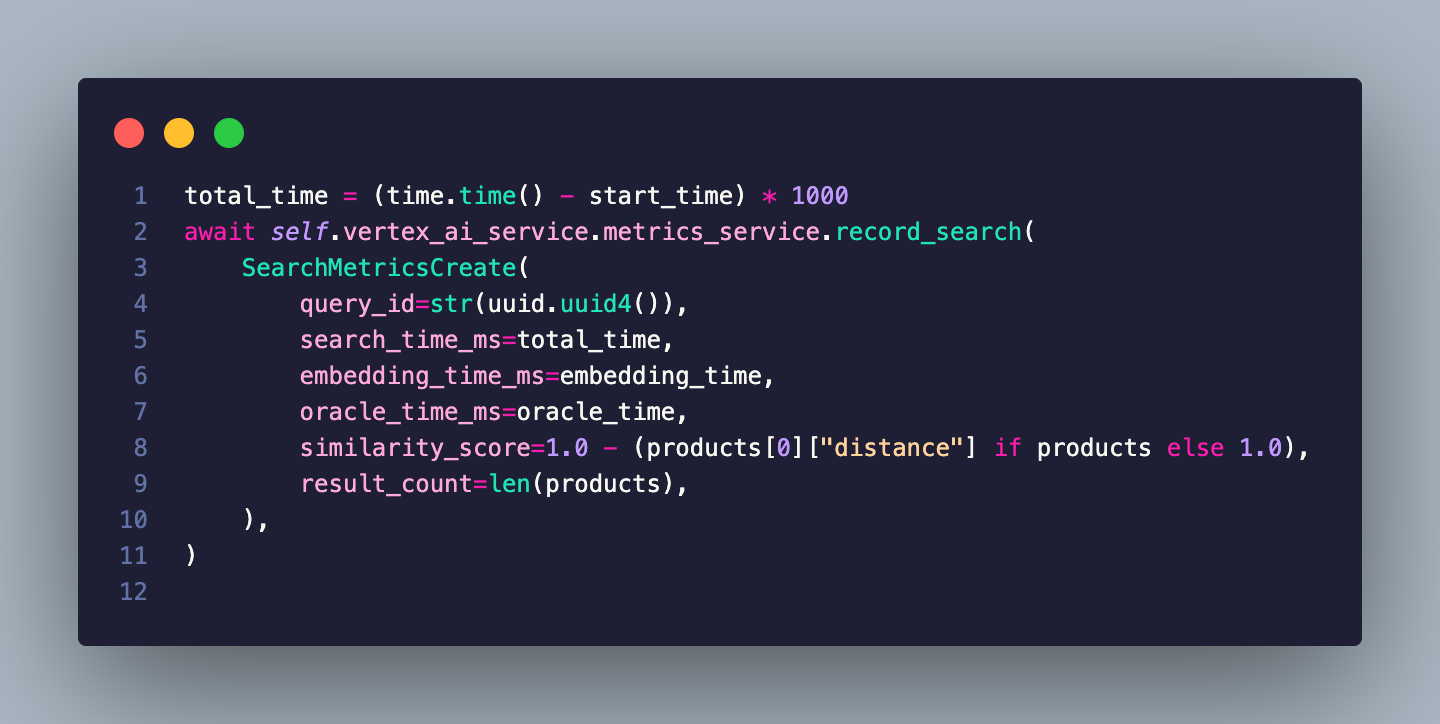 1 total_time = (time.time() - start_time) * 1000
2 await self.vertex_ai_service.metrics_service.record_search(
3     SearchMetricsCreate(
4         query_id=str(uuid.uuid4()),
5         search_time_ms=total_time,
6         embedding_time_ms=embedding_time,
7         oracle_time_ms=oracle_time,
8         similarity_score=1.0 - (products[0]["distance"] if products else 1.0),
9         result_count=len(products),
10     ),
11 )
12